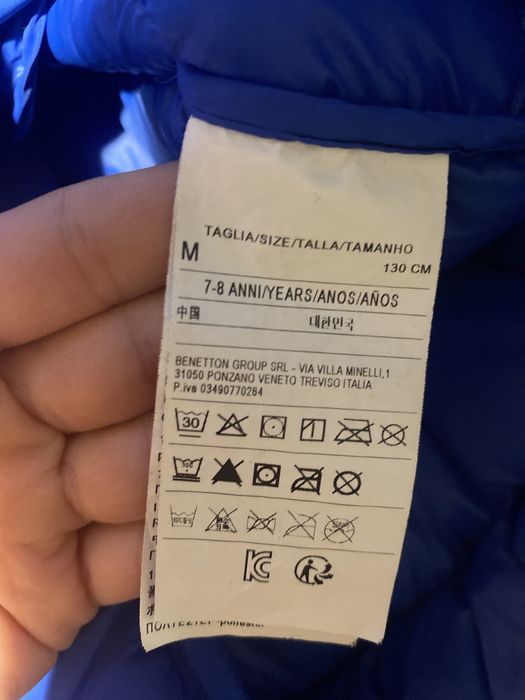 TAGLIA/SIZE/TALLA/TAMANHO
M
130 CM
7-8 ANNI/YEARS/ANOS/AÑOS
中国 대한민국
BENETTON GROUP SRL - VIA VILLA MINELLI,1
31050 PONZANO VENETO TREVISO ITALIA
P.iva 03490770264
30